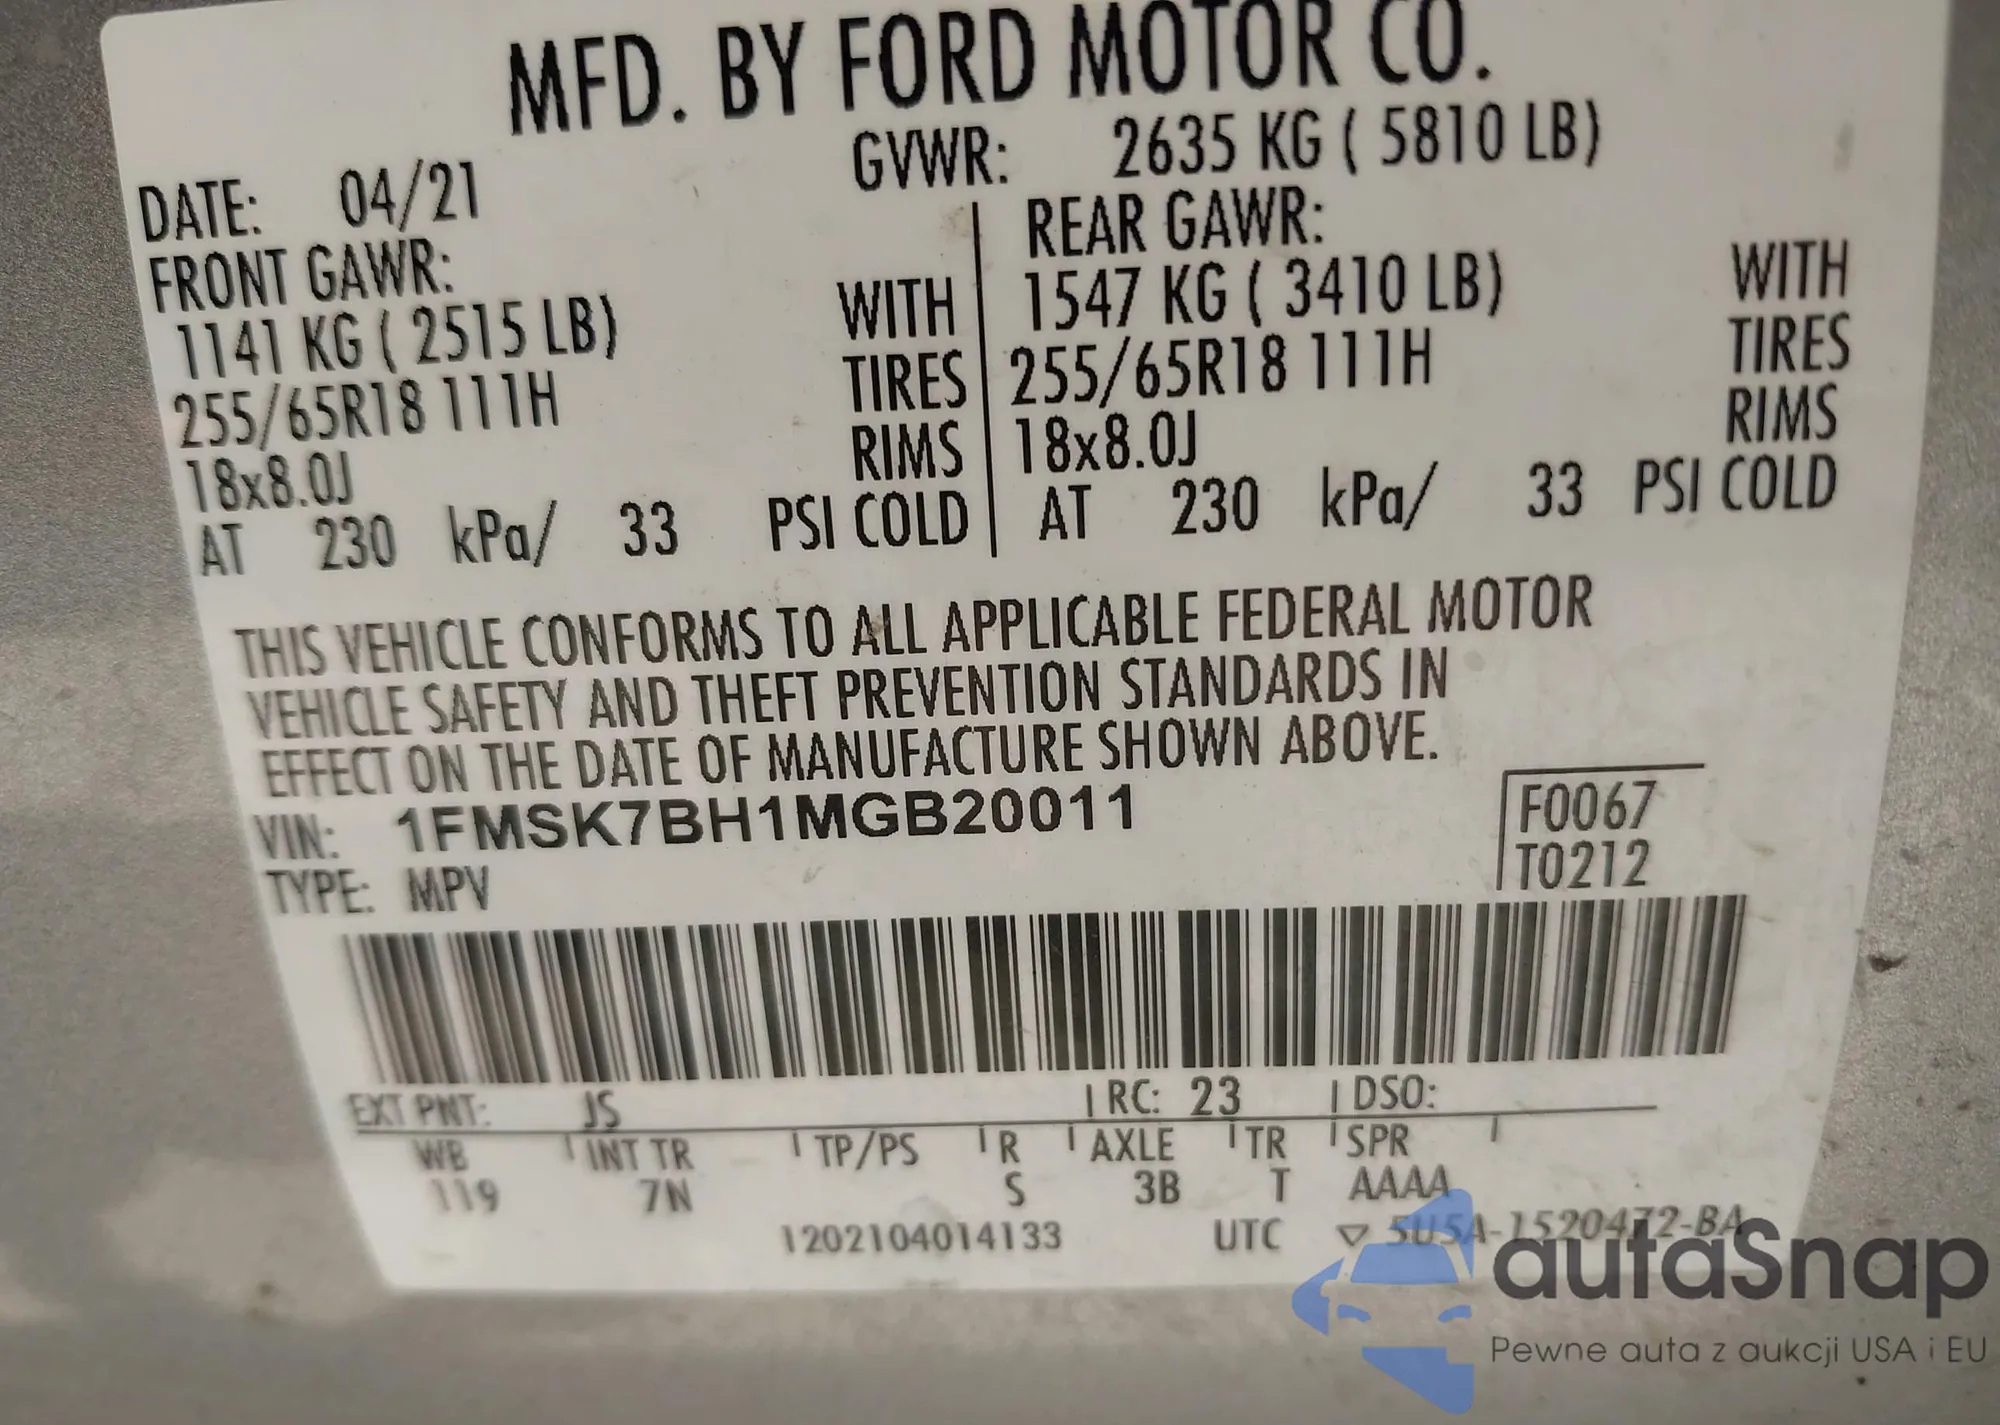 MFD. BY FORD MOTOR CO.
DATE: 04/21 GVWR: 2635 KG ( 5810 LB)
FRONT GAWR: REAR GAWR:
1141 KG ( 2515 LB) WITH 1547 KG ( 3410 LB) WITH
255/65R18 111H TIRES 255/65R18 111H TIRES
18x8.0J RIMS 18x8.0J RIMS
AT 230 kPa/ 33 PSI COLD AT 230 kPa/ 33 PSI COLD
THIS VEHICLE CONFORMS TO ALL APPLICABLE FEDERAL MOTOR
VEHICLE SAFETY AND THEFT PREVENTION STANDARDS IN
EFFECT ON THE DATE OF MANUFACTURE SHOWN ABOVE.
VIN: 1FMSK7BH1MGB20011 F0067
TYPE: MPV T0212
EXT PNT: JS RC: 23 DSO:
WB INT TR TP/PS R AXLE TR SPR
119 7N S 3B T AAAA
1202104014133 UTC ▽ 5U5A-1520472-BA
autaSnap
Pewne auta z aukcji USA i EU